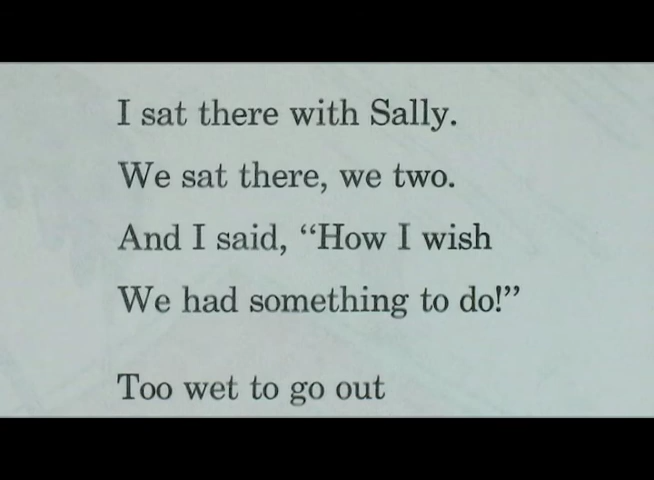 I sat there with Sally.
We sat there, we two.
And I said, “How I wish
We had something to do!”
Too wet to go out